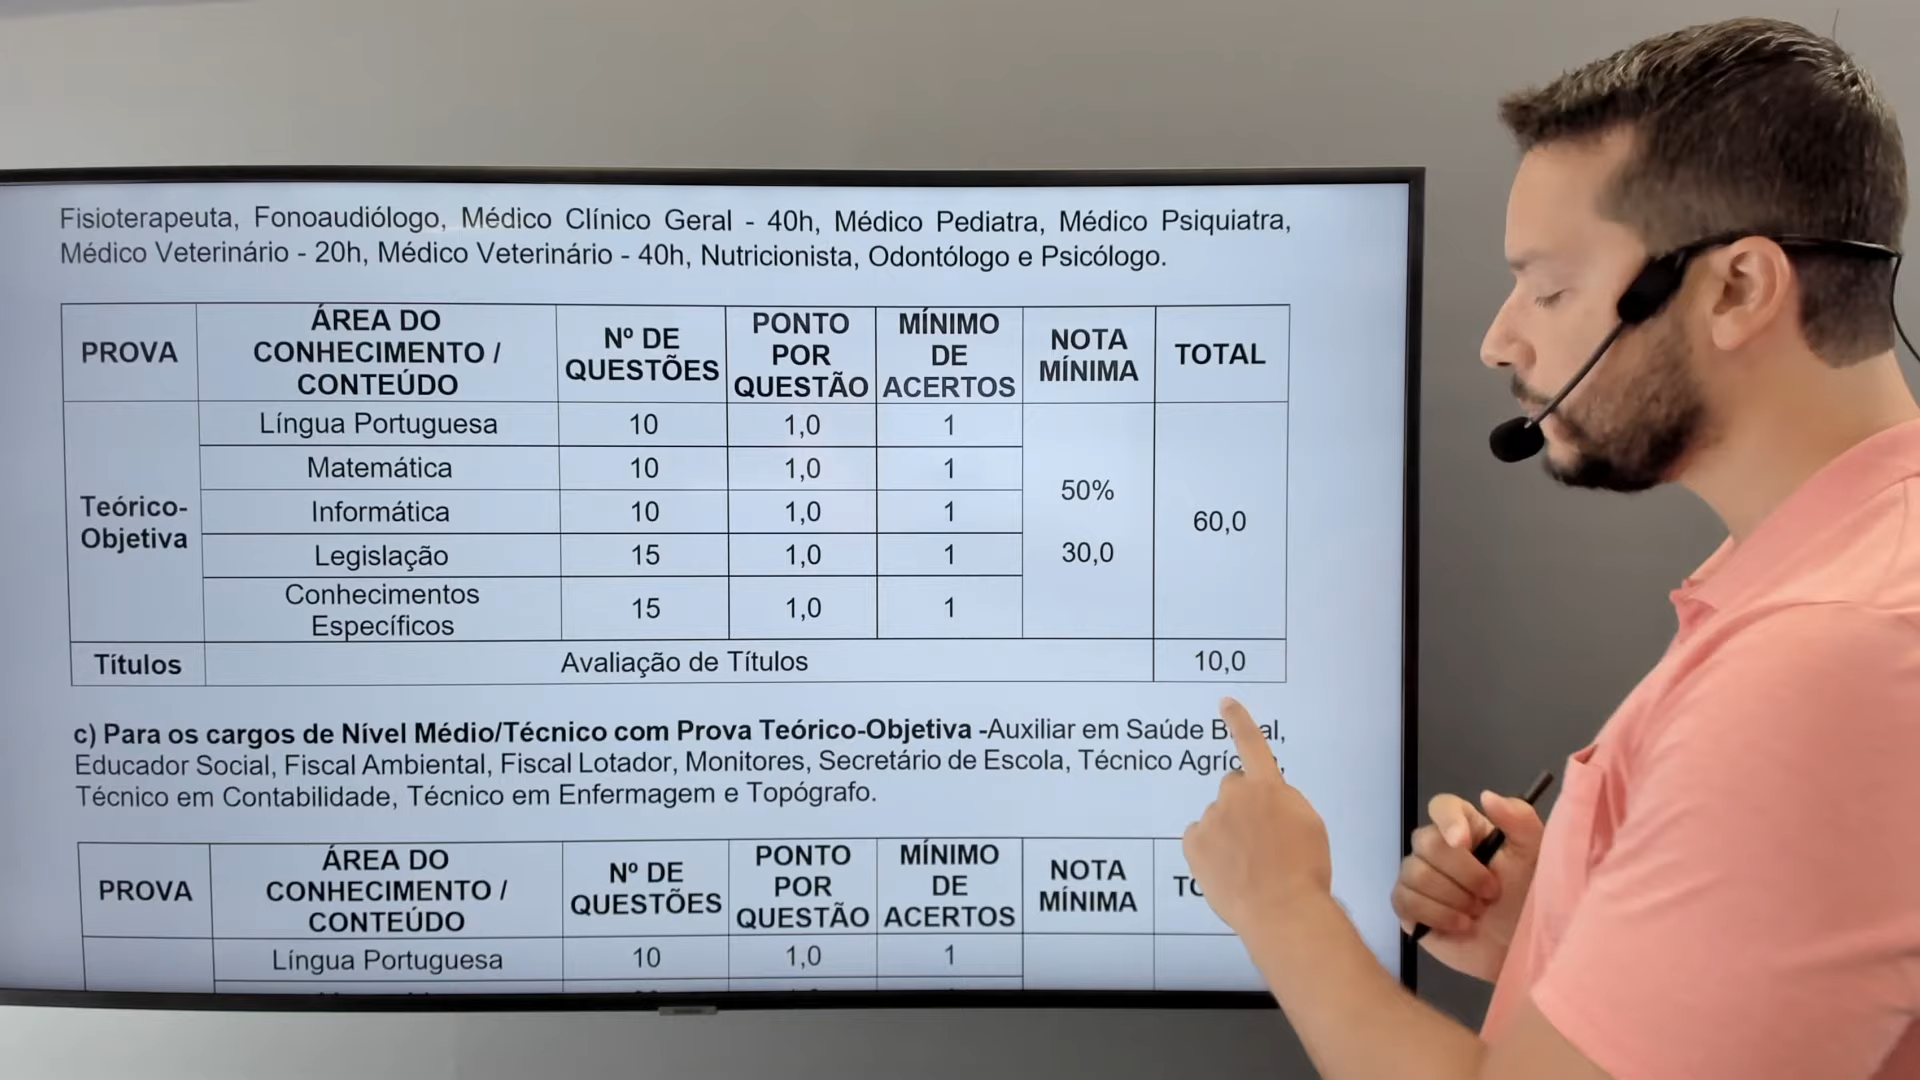 Fisioterapeuta, Fonoaudiólogo, Médico Clínico Geral - 40h, Médico Pediatra, Médico Psiquiatra,
Médico Veterinário - 20h, Médico Veterinário - 40h, Nutricionista, Odontólogo e Psicólogo.
PROVA ÁREA DO CONHECIMENTO / CONTEÚDO Nº DE QUESTÕES PONTO POR QUESTÃO MÍNIMO DE ACERTOS NOTA MÍNIMA TOTAL
Teórico-Objetiva
Língua Portuguesa 10 1,0 1
Matemática 10 1,0 1
Informática 10 1,0 1
Legislação 15 1,0 1
Conhecimentos Específicos 15 1,0 1
50%
30,0
60,0
Títulos Avaliação de Títulos 10,0
c) Para os cargos de Nível Médio/Técnico com Prova Teórico-Objetiva -Auxiliar em Saúde
Educador Social, Fiscal Ambiental, Fiscal Lotador, Monitores, Secretário de Escola, Técnico
Técnico em Contabilidade, Técnico em Enfermagem e Topógrafo.
PROVA ÁREA DO CONHECIMENTO / CONTEÚDO Nº DE QUESTÕES PONTO POR QUESTÃO MÍNIMO DE ACERTOS NOTA MÍNIMA
Língua Portuguesa 10 1,0 1